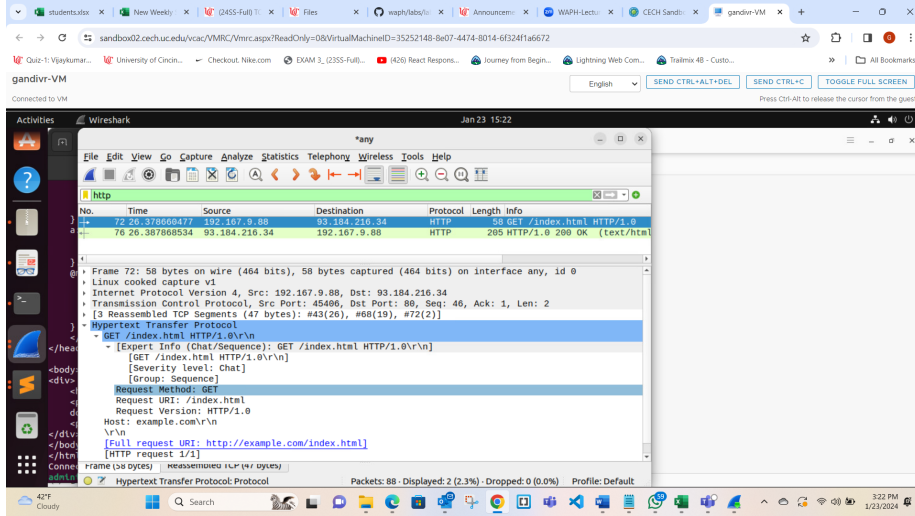 students.xlsx
New Weekly
(24SS-Full) TC
Files
waph/labs/la
Announceme
WAPH-Lectu
CECH Sandb
gandivr-VM
sandbox02.cech.uc.edu/vcac/VMRC/Vmrc.aspx?ReadOnly=0&VirtualMachineID=35252148-8e07-4474-8014-6f324f1a6672
G
Quiz-1: Vijaykumar...
University of Cincin...
Checkout. Nike.com
EXAM 3_ (23SS-Full)...
(426) React Respons...
Journey from Begin...
Lightning Web Com...
Trailmix 4B - Custo...
All Bookmarks
gandivr-VM
English
SEND CTRL+ALT+DEL
SEND CTRL+C
TOGGLE FULL SCREEN
Connected to VM
Press Ctrl-Alt to release the cursor from the gues
Activities
Wireshark
Jan 23 15:22
*any
File Edit View Go Capture Analyze Statistics Telephony Wireless Tools Help
http
No. Time Source Destination Protocol Length Info
72 26.378660477 192.167.9.88 93.184.216.34 HTTP 58 GET /index.html HTTP/1.0
76 26.387868534 93.184.216.34 192.167.9.88 HTTP 205 HTTP/1.0 200 OK (text/html
Frame 72: 58 bytes on wire (464 bits), 58 bytes captured (464 bits) on interface any, id 0
Linux cooked capture v1
Internet Protocol Version 4, Src: 192.167.9.88, Dst: 93.184.216.34
Transmission Control Protocol, Src Port: 45406, Dst Port: 80, Seq: 46, Ack: 1, Len: 2
[3 Reassembled TCP Segments (47 bytes): #43(26), #68(19), #72(2)]
Hypertext Transfer Protocol
GET /index.html HTTP/1.0\r\n
[Expert Info (Chat/Sequence): GET /index.html HTTP/1.0\r\n]
[GET /index.html HTTP/1.0\r\n]
[Severity level: Chat]
[Group: Sequence]
Request Method: GET
Request URI: /index.html
Request Version: HTTP/1.0
Host: example.com\r\n
\r\n
[Full request URI: http://example.com/index.html]
[HTTP request 1/1]
Frame (58 bytes)
Reassembled TCP (47 bytes)
Hypertext Transfer Protocol: Protocol
Packets: 88 · Displayed: 2 (2.3%) · Dropped: 0 (0.0%)
Profile: Default
</head
<body>
<div>
</div>
</body
</html
Connec
admin
42°F
Cloudy
Search
3:22 PM
1/23/2024